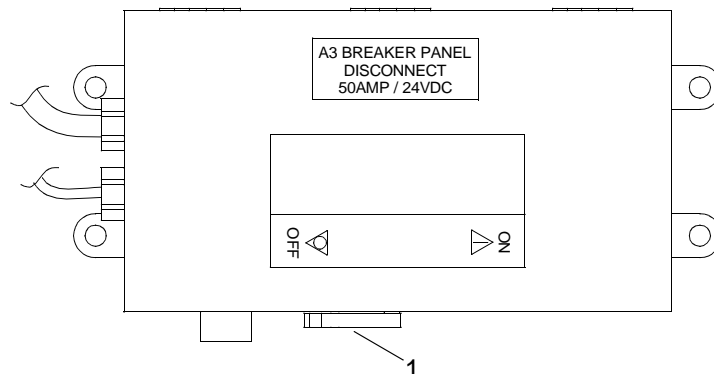 A3 BREAKER PANEL
DISCONNECT
50AMP / 24VDC
OFF
ON
1